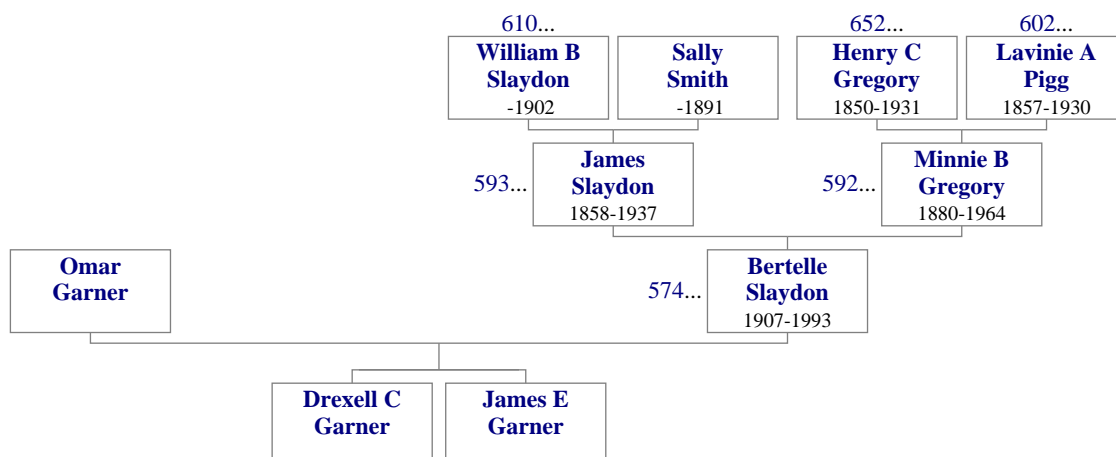 610...
652...
602...
William B
Slaydon
-1902
Sally
Smith
-1891
Henry C
Gregory
1850-1931
Lavinie A
Pigg
1857-1930
593...
James
Slaydon
1858-1937
592...
Minnie B
Gregory
1880-1964
Omar
Garner
574...
Bertelle
Slaydon
1907-1993
Drexell C
Garner
James E
Garner